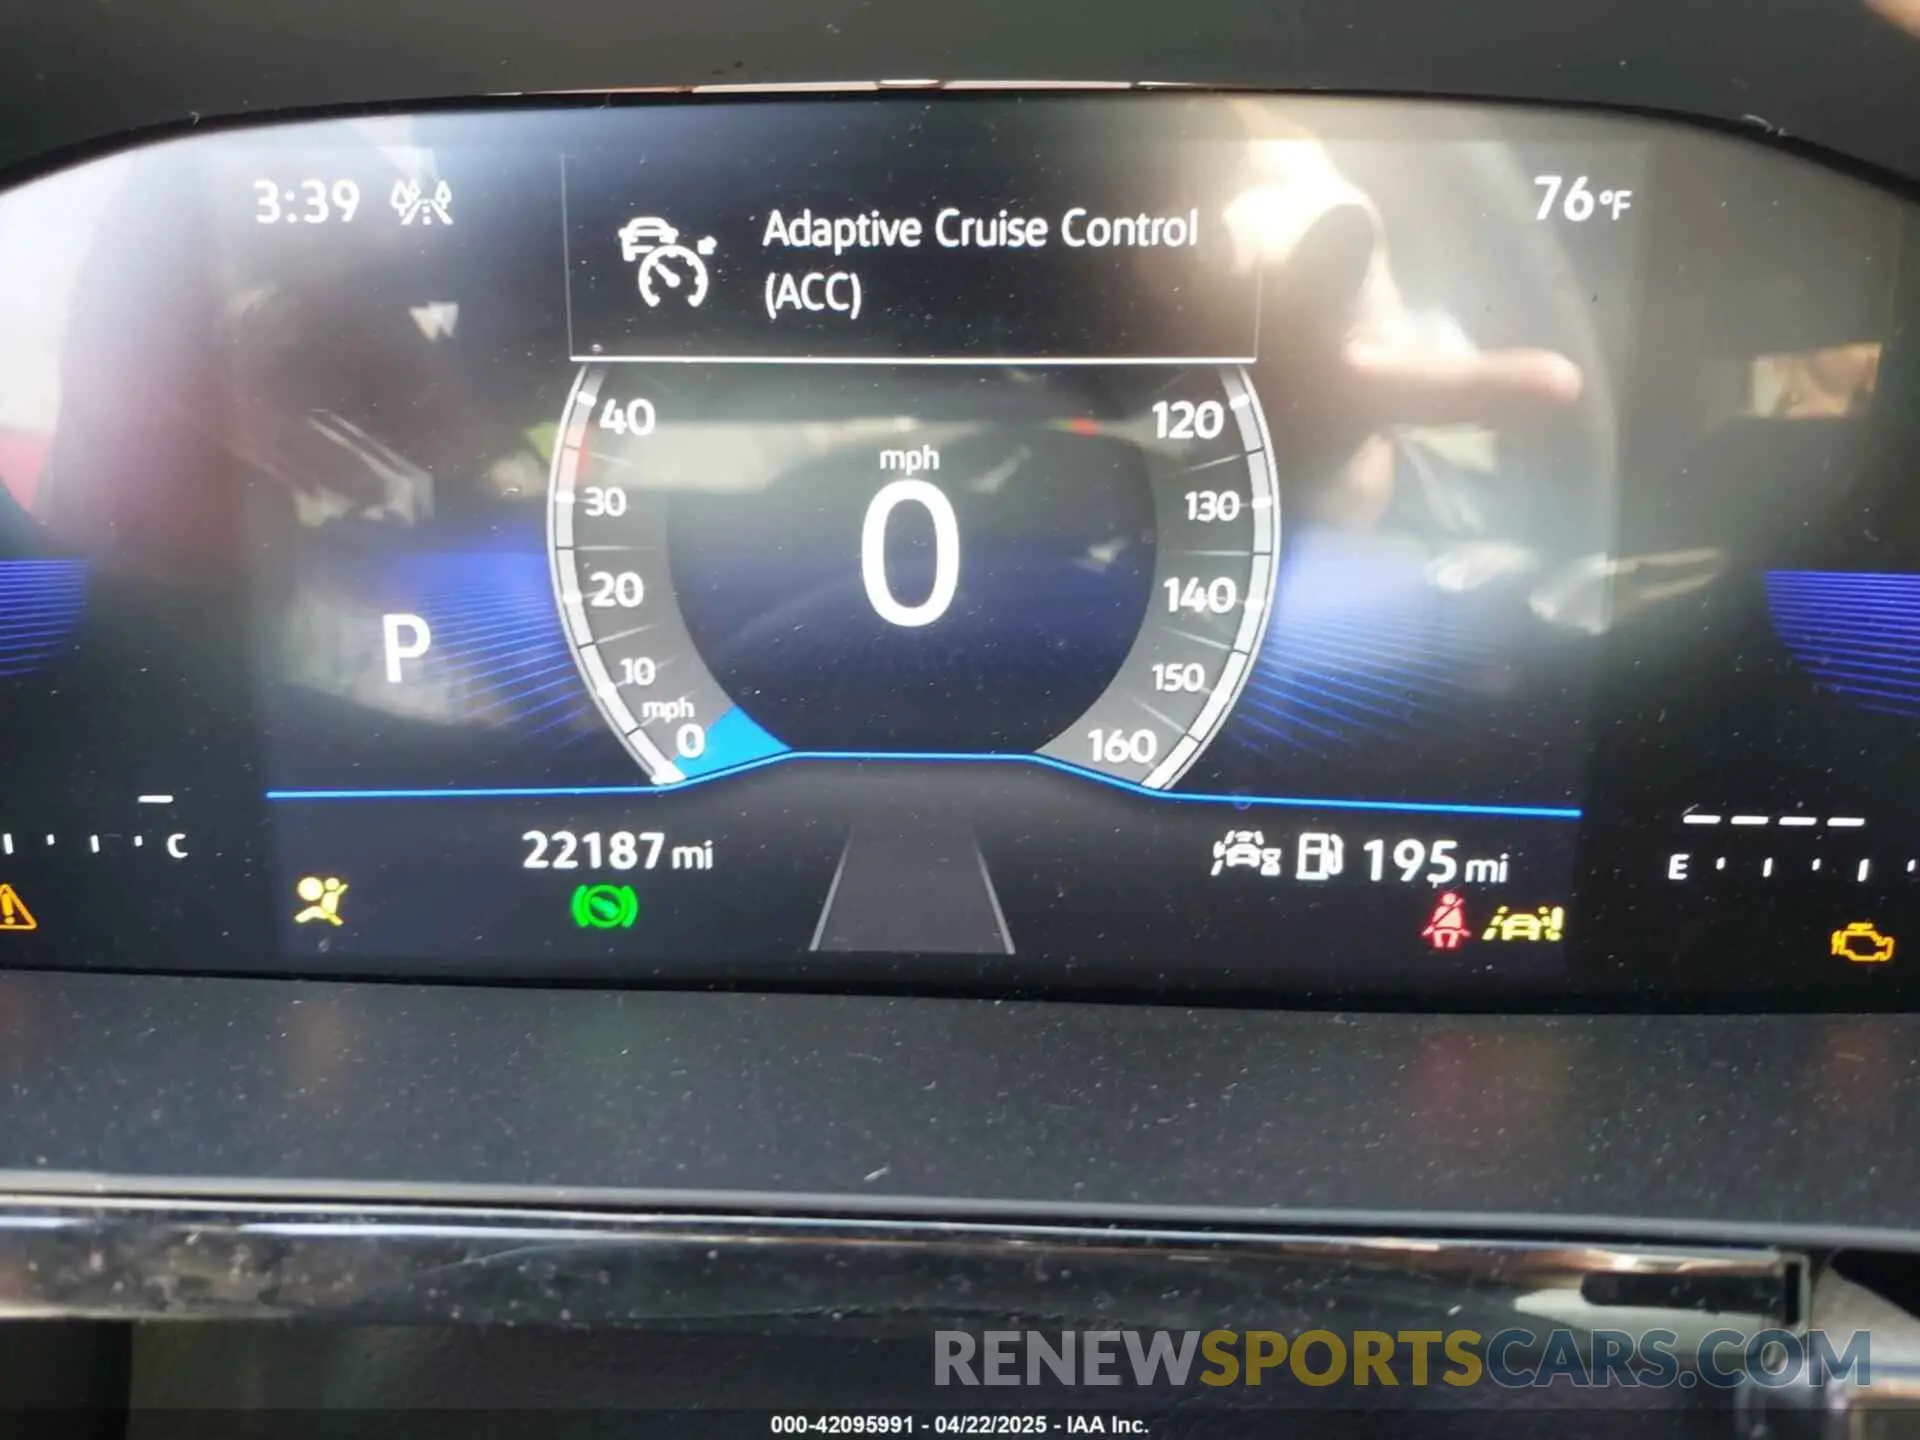 3:39
76°F
Adaptive Cruise Control
(ACC)
40
30
20
10
mph
0
mph
0
120
130
140
150
160
P
C
22187 mi
195 mi
E
RENEWSPORTSCARS.COM
000-42095991 - 04/22/2025 - IAA Inc.